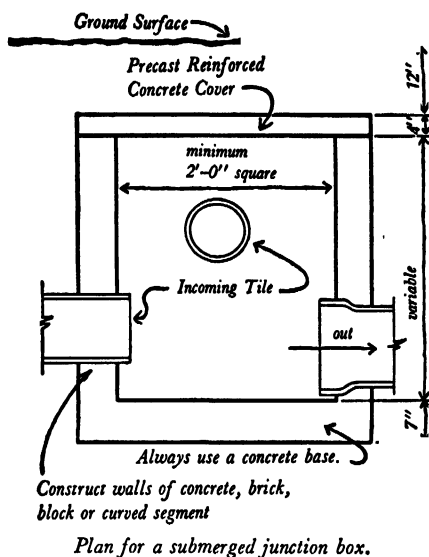 Ground Surface
Precast Reinforced
Concrete Cover
12"
4"
minimum
2'-0" square
Incoming Tile
variable
out
7"
Always use a concrete base.
Construct walls of concrete, brick,
block or curved segment
Plan for a submerged junction box.